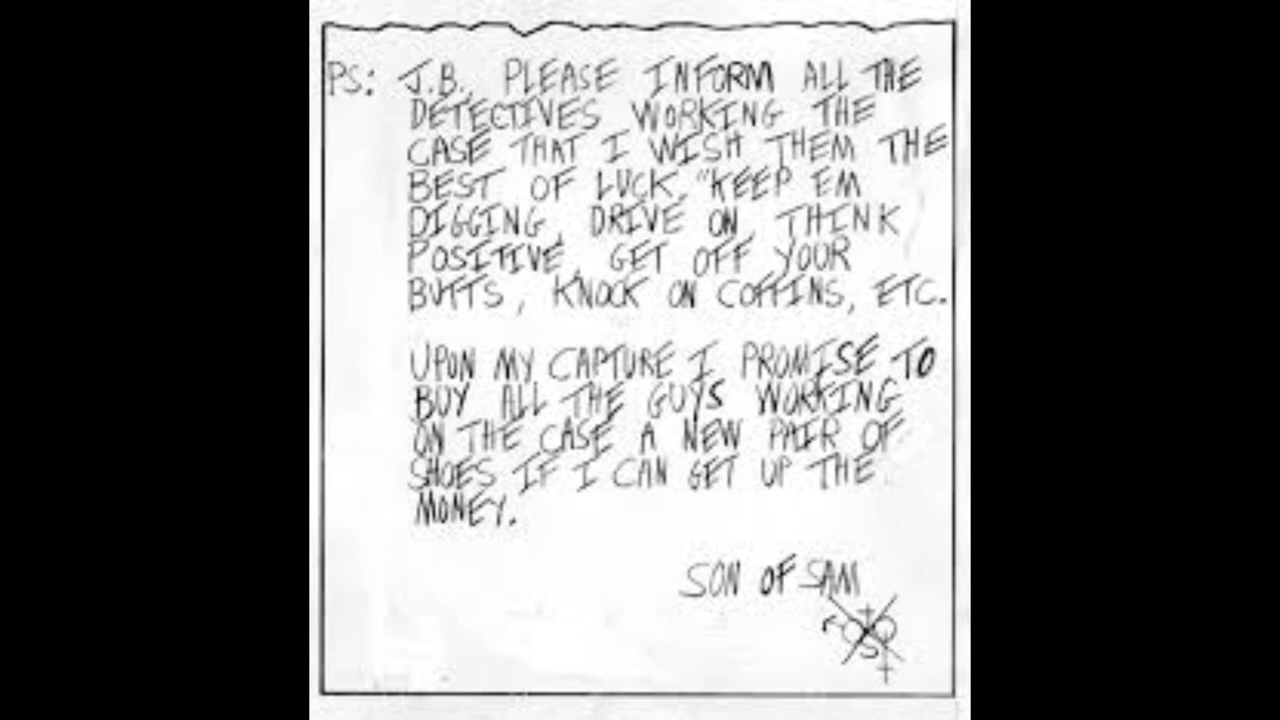 PS: J.B., PLEASE INFORM ALL THE
DETECTIVES WORKING THE
CASE THAT I WISH THEM THE
BEST OF LUCK. "KEEP EM
DIGGING, DRIVE ON, THINK
POSITIVE, GET OFF YOUR
BUTTS, KNOCK ON COFFINS, ETC.
UPON MY CAPTURE I PROMISE TO
BUY ALL THE GUYS WORKING
ON THE CASE A NEW PAIR OF
SHOES IF I CAN GET UP THE
MONEY.
SON OF SAM